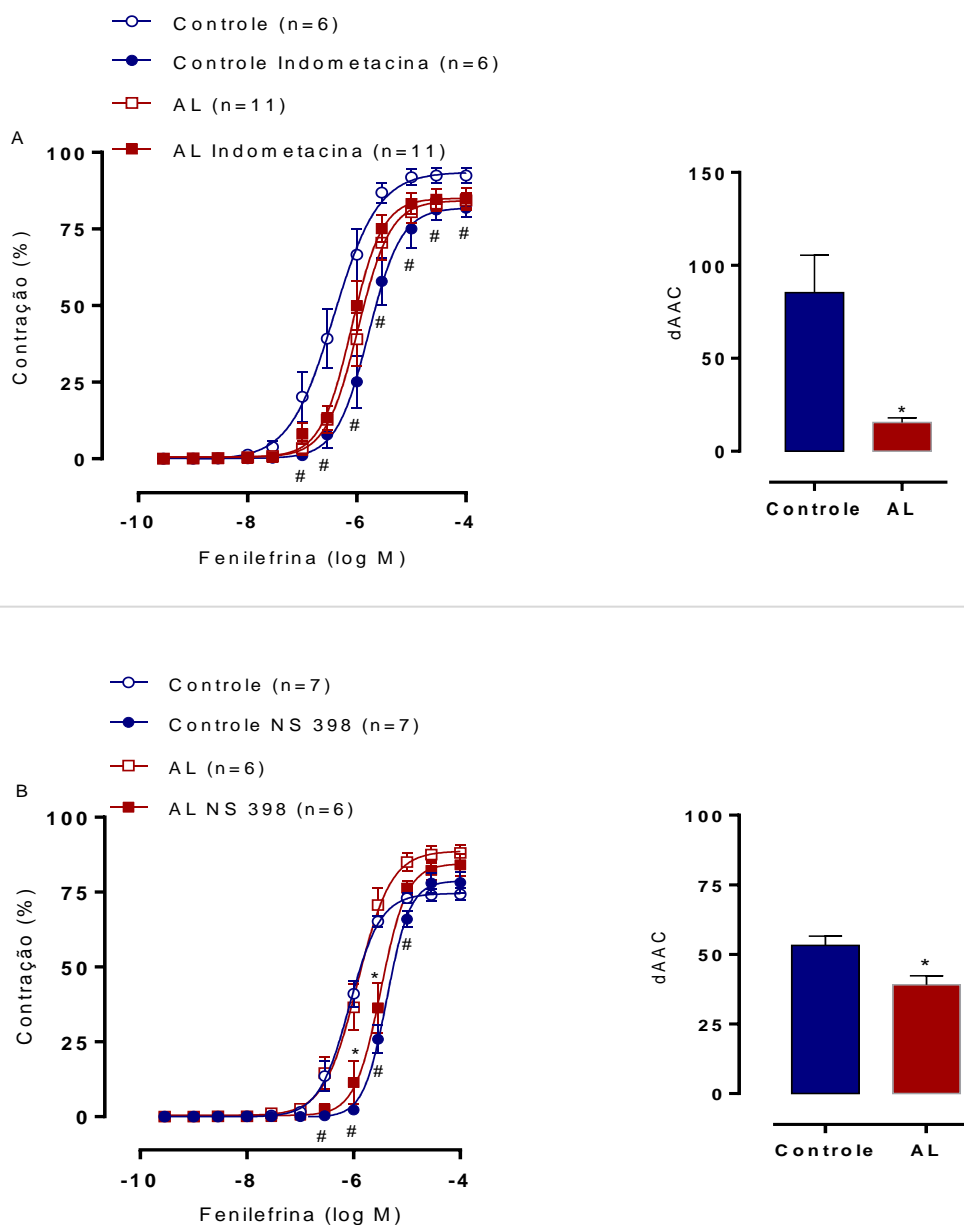 Controle (n=6)
Controle Indometacina (n=6)
AL (n=11)
AL Indometacina (n=11)
A
100
75
50
25
0
Contração (%)
# # # # # # #
-10 -8 -6 -4
Fenilefrina (log M)
150
100
50
0
dAAC
*
Controle AL
Controle (n=7)
Controle NS 398 (n=7)
AL (n=6)
AL NS 398 (n=6)
B
100
75
50
25
0
Contração (%)
* *
# # # #
-10 -8 -6 -4
Fenilefrina (log M)
100
75
50
25
0
dAAC
*
Controle AL